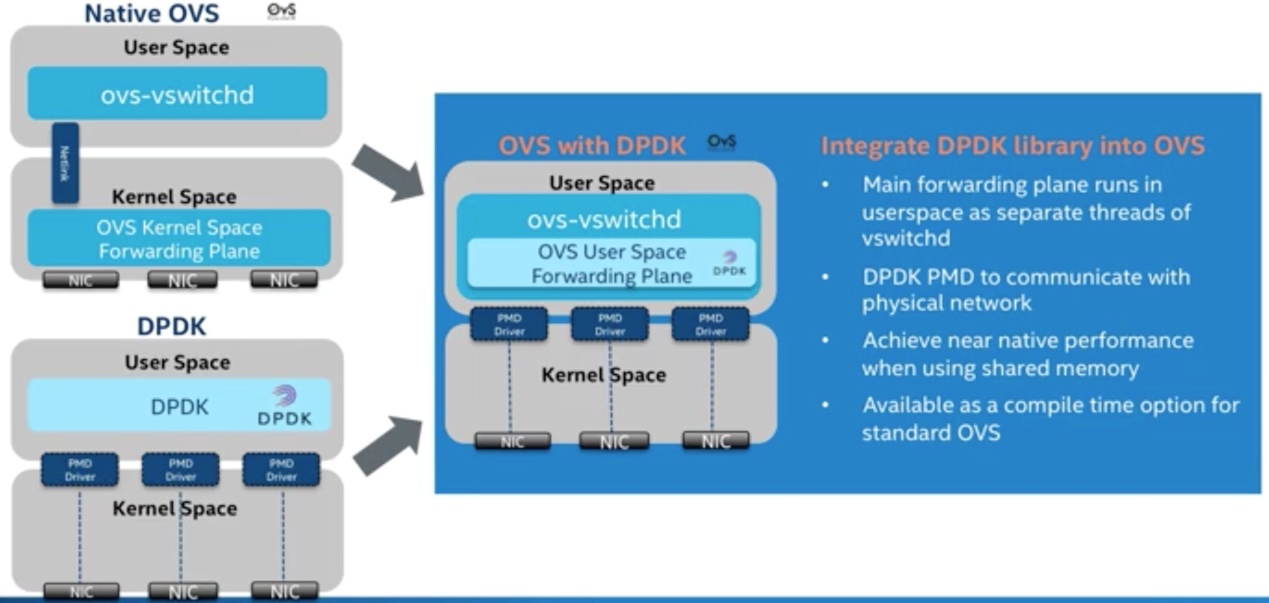 Native OVS
OvS
User Space
ovs-vswitchd
Netlink
Kernel Space
OVS Kernel Space
Forwarding Plane
NIC
NIC
NIC
DPDK
User Space
DPDK
DPDK
PMD
Driver
PMD
Driver
PMD
Driver
Kernel Space
NIC
NIC
NIC
OVS with DPDK
OvS
User Space
ovs-vswitchd
OVS User Space
Forwarding Plane
DPDK
PMD
Driver
PMD
Driver
PMD
Driver
Kernel Space
NIC
NIC
NIC
Integrate DPDK library into OVS
• Main forwarding plane runs in
userspace as separate threads of
vswitchd
• DPDK PMD to communicate with
physical network
• Achieve near native performance
when using shared memory
• Available as a compile time option for
standard OVS